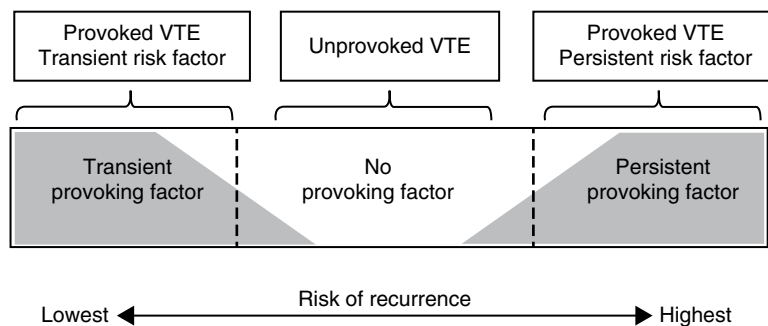 Provoked VTE
Transient risk factor
Unprovoked VTE
Provoked VTE
Persistent risk factor
Transient
provoking factor
No
provoking factor
Persistent
provoking factor
Risk of recurrence
Lowest
Highest